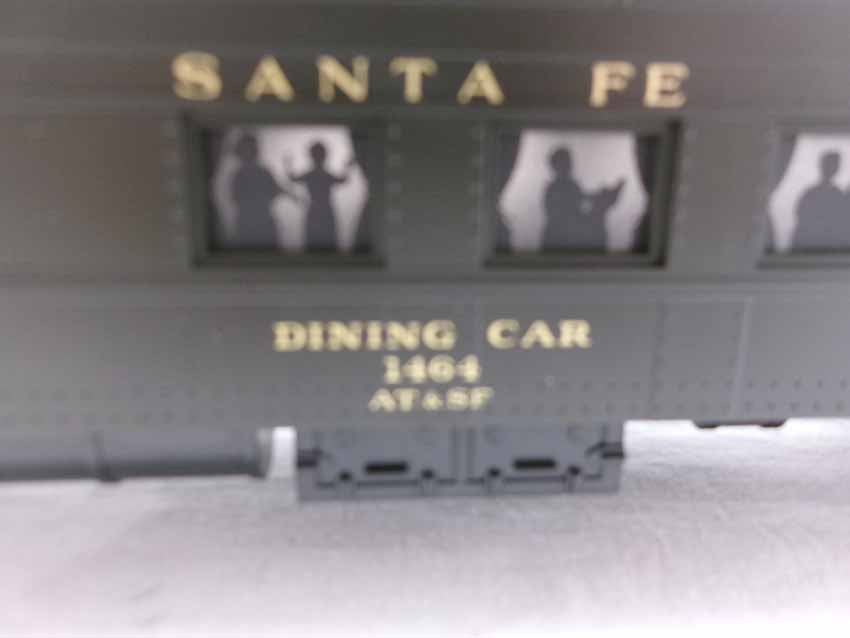 SANTA FE
DINING CAR
1464
AT&SF